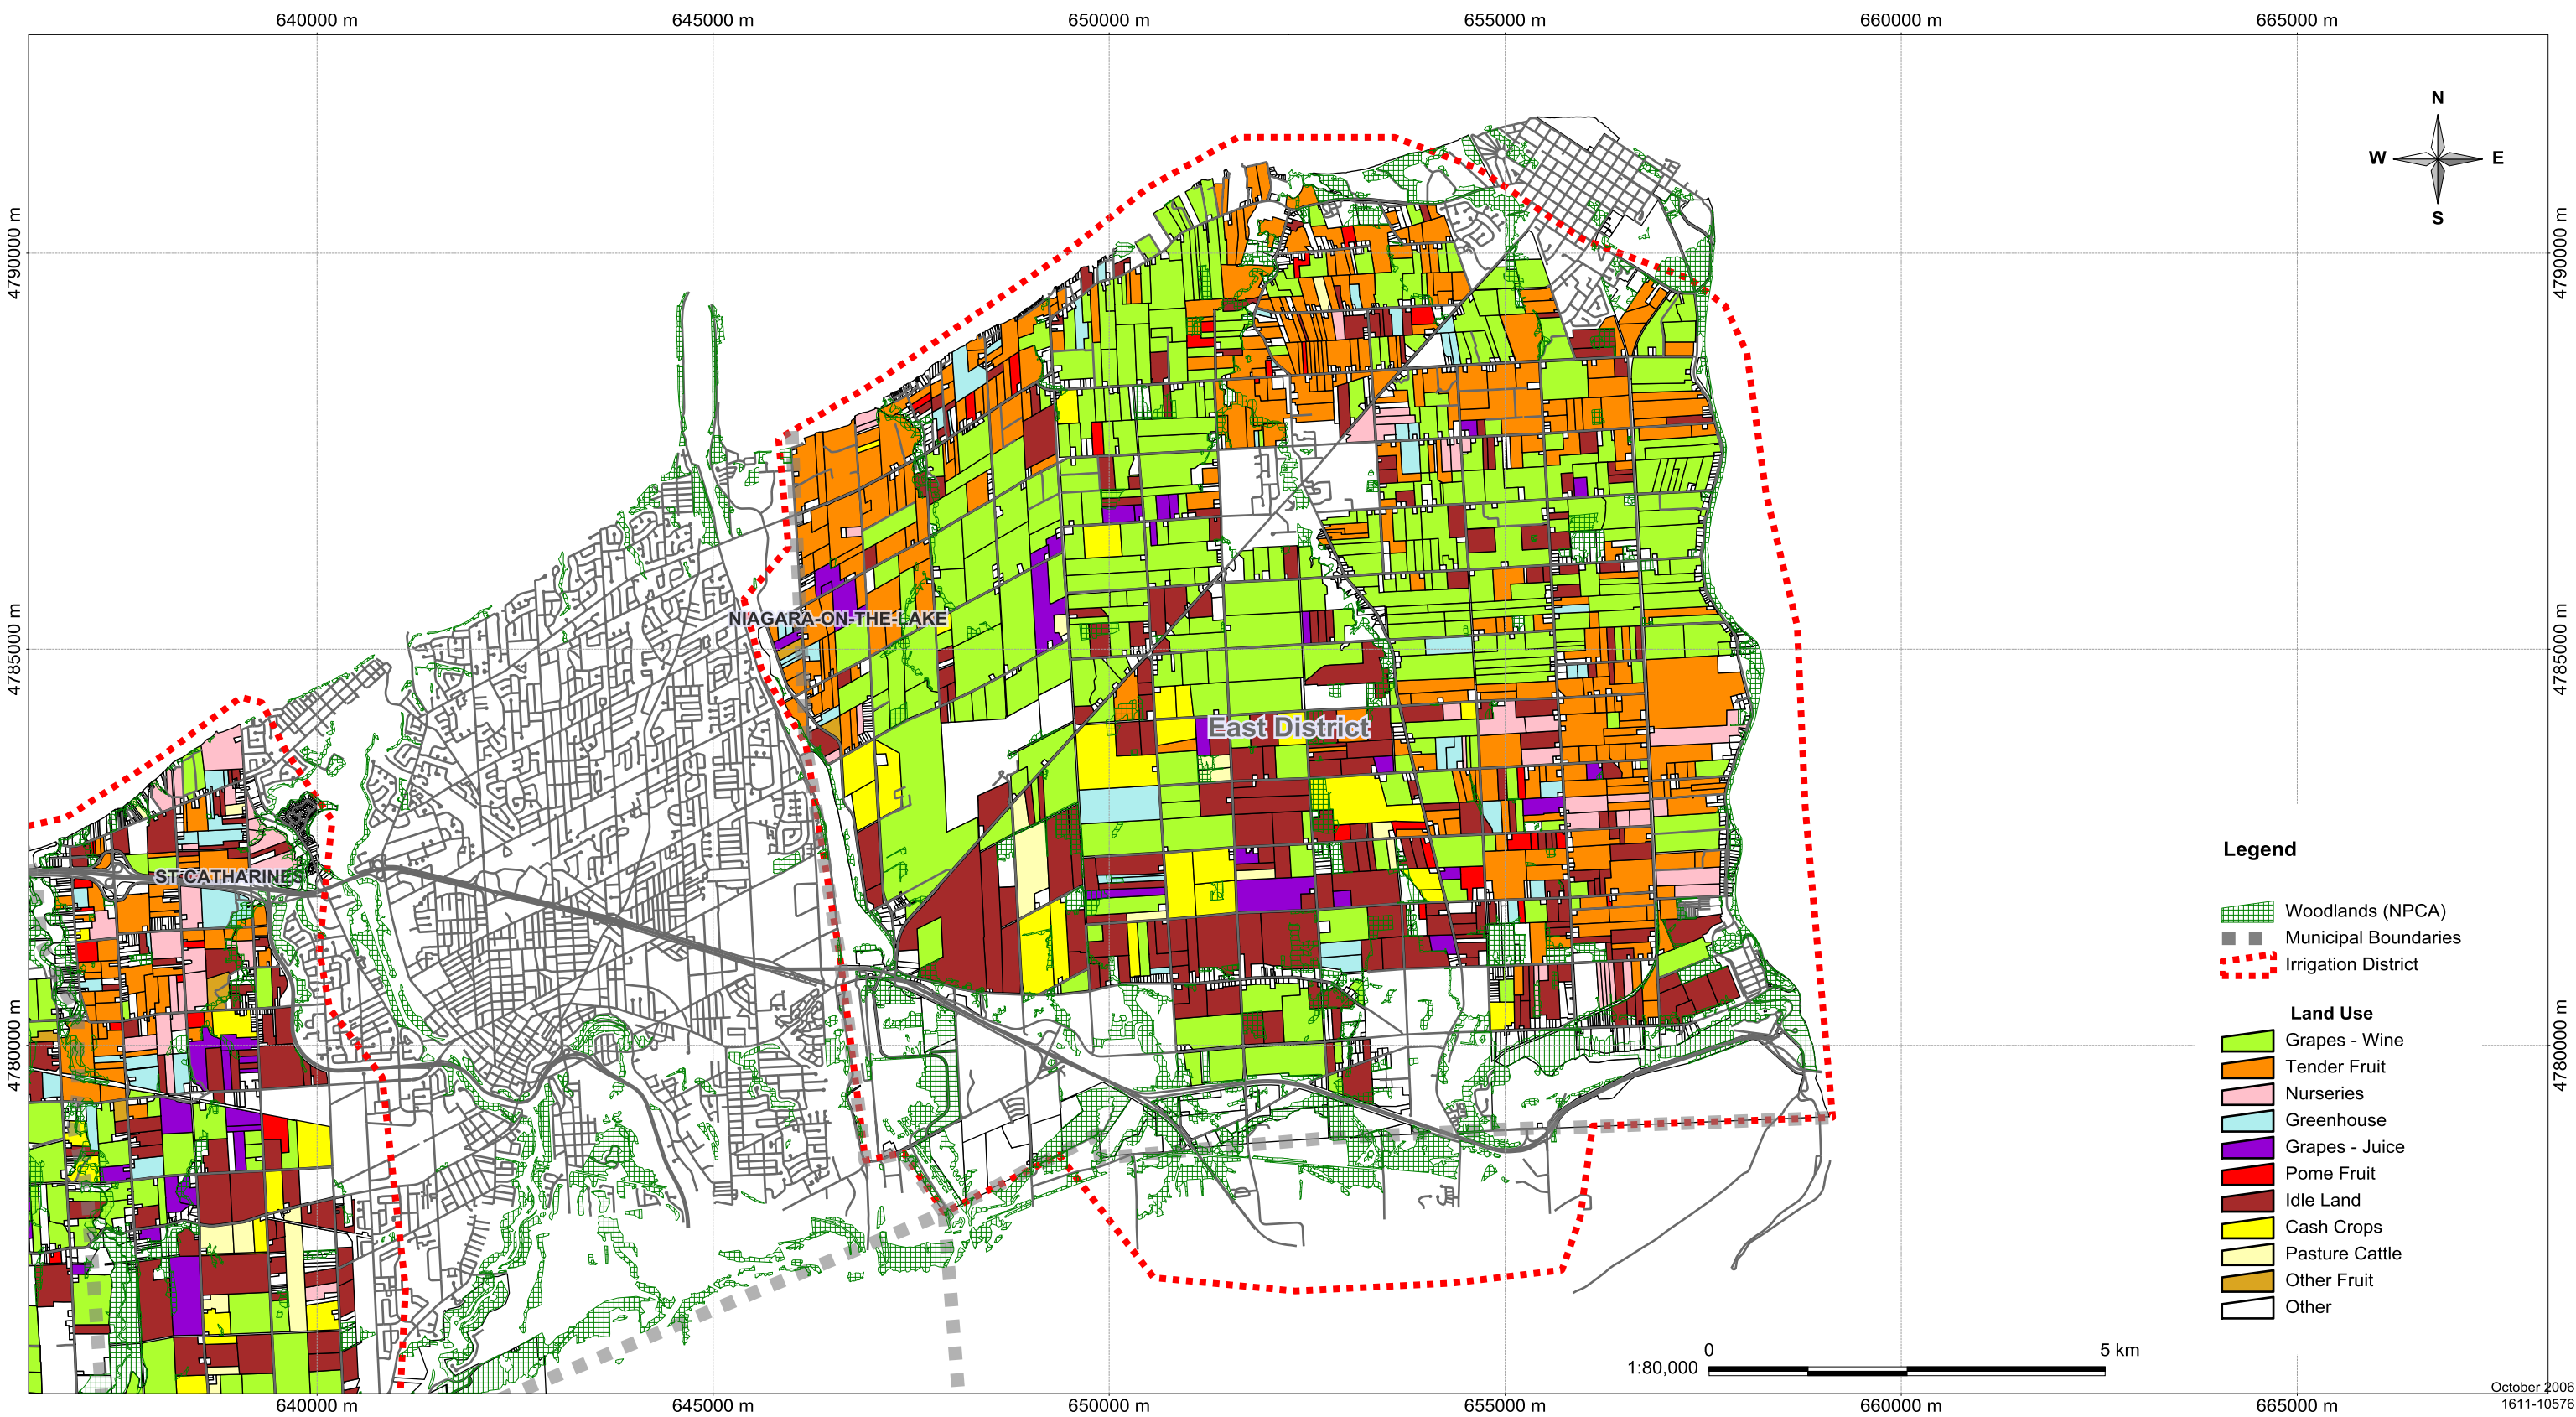 640000 m 645000 m 650000 m 655000 m 660000 m 665000 m
N
W E
S
4790000 m 4790000 m
4785000 m 4785000 m
4780000 m 4780000 m
NIAGARA-ON-THE-LAKE
East District
ST CATHARINES
Legend
Woodlands (NPCA)
Municipal Boundaries
Irrigation District
Land Use
Grapes - Wine
Tender Fruit
Nurseries
Greenhouse
Grapes - Juice
Pome Fruit
Idle Land
Cash Crops
Pasture Cattle
Other Fruit
Other
0 5 km
1:80,000
October 2006
1611-10570
640000 m 645000 m 650000 m 655000 m 660000 m 665000 m